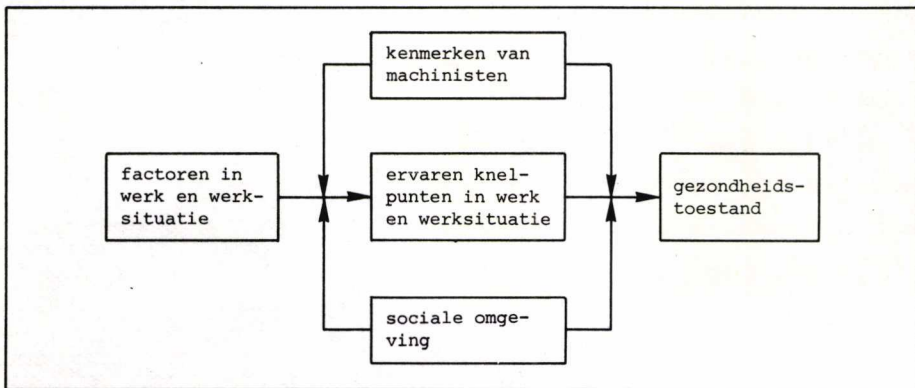 kenmerken van
machinisten
factoren in
werk en werk-
situatie
ervaren knel-
punten in werk
en werksituatie
gezondheids-
toestand
sociale omge-
ving